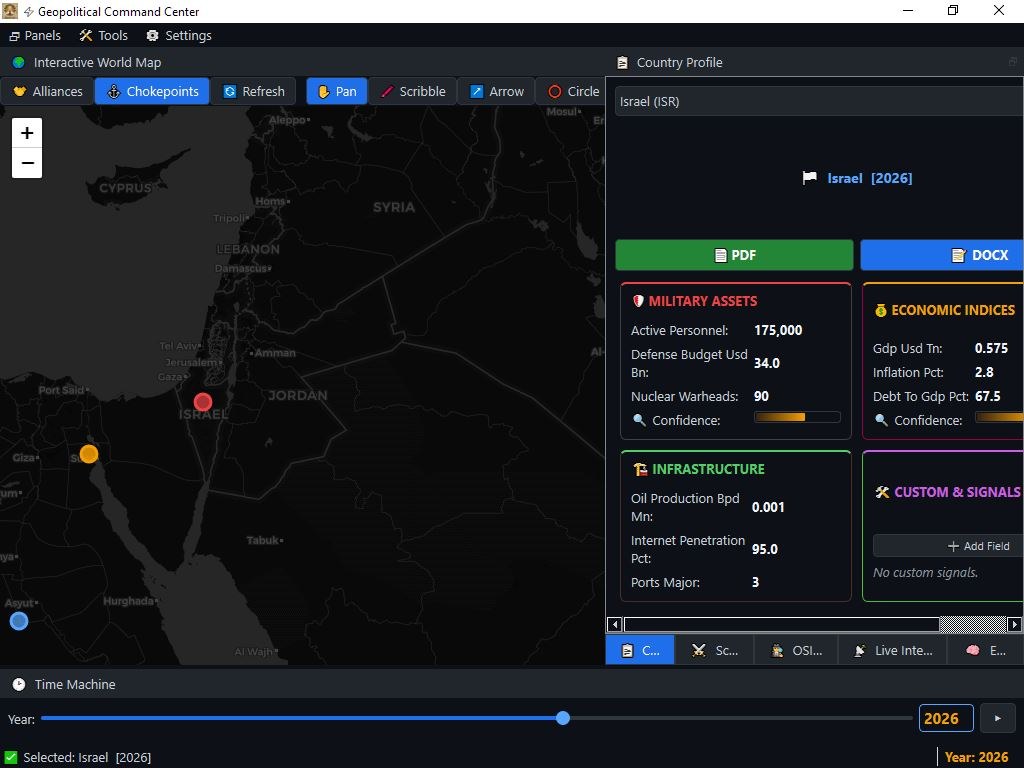 Geopolitical Command Center
Panels Tools Settings
Interactive World Map
Alliances Chokepoints Refresh Pan Scribble Arrow Circle
+
−
Aleppo
Mosul
Er
CYPRUS
Homs
SYRIA
Tripoli
LEBANON
Damascus
Tel Aviv
Amman
Al-
Jerusalem
Gaza
Port Said
JORDAN
ISRAEL
Giza
um
Tabuk
nya
Asyut
Hurghada
Al Wajh
Country Profile
Israel (ISR)
Israel [2026]
PDF DOCX
MILITARY ASSETS
Active Personnel: 175,000
Defense Budget Usd
Bn: 34.0
Nuclear Warheads: 90
Confidence:
ECONOMIC INDICES
Gdp Usd Tn: 0.575
Inflation Pct: 2.8
Debt To Gdp Pct: 67.5
Confidence:
INFRASTRUCTURE
Oil Production Bpd
Mn: 0.001
Internet Penetration
Pct: 95.0
Ports Major: 3
CUSTOM & SIGNALS
+ Add Field
No custom signals.
C... Sc... OSI... Live Inte... E...
Time Machine
Year: 2026
Selected: Israel [2026] Year: 2026